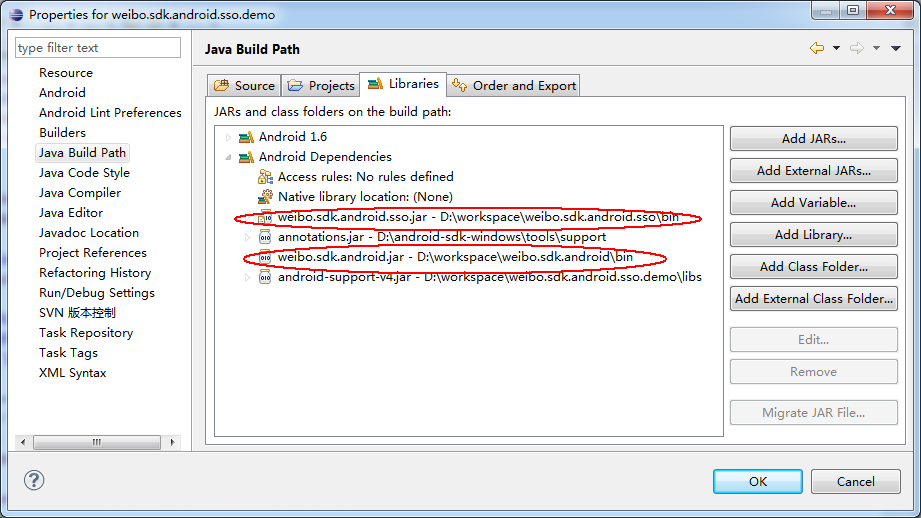 Properties for weibo.sdk.android.sso.demo
type filter text
Resource
Android
Android Lint Preferences
Builders
Java Build Path
Java Code Style
Java Compiler
Java Editor
Javadoc Location
Project References
Refactoring History
Run/Debug Settings
SVN 版本控制
Task Repository
Task Tags
XML Syntax
Java Build Path
Source
Projects
Libraries
Order and Export
JARs and class folders on the build path:
Android 1.6
Android Dependencies
Access rules: No rules defined
Native library location: (None)
weibo.sdk.android.sso.jar - D:\workspace\weibo.sdk.android.sso\bin
annotations.jar - D:\android-sdk-windows\tools\support
weibo.sdk.android.jar - D:\workspace\weibo.sdk.android\bin
android-support-v4.jar - D:\workspace\weibo.sdk.android.sso.demo\libs
Add JARs...
Add External JARs...
Add Variable...
Add Library...
Add Class Folder...
Add External Class Folder...
Edit...
Remove
Migrate JAR File...
OK
Cancel